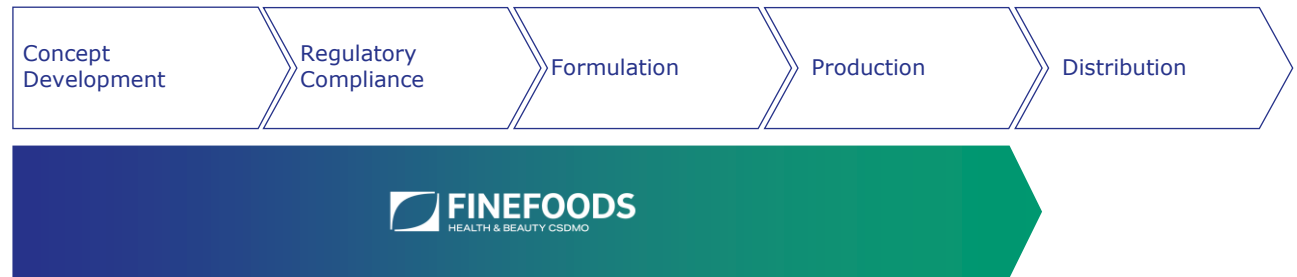 Concept
Development
Regulatory
Compliance
Formulation
Production
Distribution
FINEFOODS
HEALTH & BEAUTY CSDMO